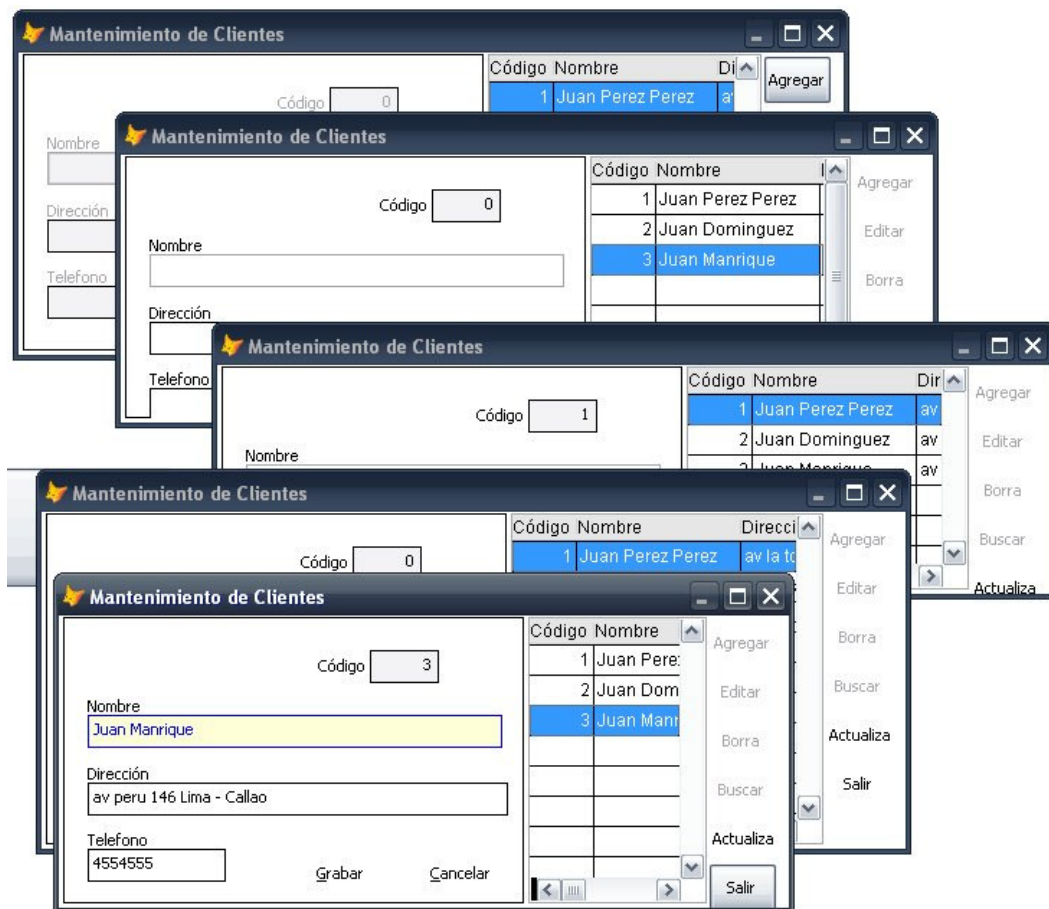 Mantenimiento de Clientes
Código Nombre
Agregar
Código 0
1 Juan Perez Perez
Nombre
Dirección
Telefono
Mantenimiento de Clientes
Código Nombre
Agregar
Código 0
1 Juan Perez Perez
2 Juan Dominguez
Editar
Nombre
3 Juan Manrique
Borra
Dirección
Telefono
Mantenimiento de Clientes
Código Nombre Dir
Agregar
Código 1
1 Juan Perez Perez av
2 Juan Dominguez av
Editar
Nombre
av
Borra
Buscar
Actualiza
Mantenimiento de Clientes
Código Nombre Direcci
Agregar
Código 0
1 Juan Perez Perez av la to
Editar
Borra
Buscar
Actualiza
Salir
Mantenimiento de Clientes
Código Nombre
Agregar
Código 3
1 Juan Pere
2 Juan Dom
Editar
Nombre
Juan Manrique
3 Juan Manr
Borra
Dirección
av peru 146 Lima - Callao
Buscar
Telefono
4554555
Actualiza
Grabar Cancelar
Salir